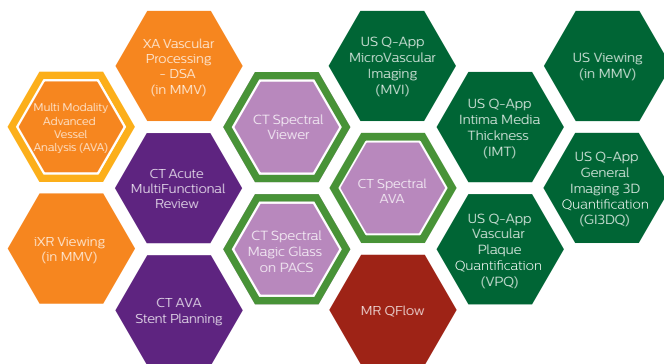 XA Vascular
Processing
- DSA
(in MMV)
US Q-App
MicroVascular
Imaging
(MVI)
US Viewing
(in MMV)
Multi Modality
Advanced
Vessel
Analysis (AVA)
CT Spectral
Viewer
US Q-App
Intima Media
Thickness
(IMT)
CT Acute
MultiFunctional
Review
CT Spectral
AVA
US Q-App
General
Imaging 3D
Quantification
(GI3DQ)
iXR Viewing
(in MMV)
CT Spectral
Magic Glass
on PACS
US Q-App
Vascular
Plaque
Quantification
(VPQ)
CT AVA
Stent Planning
MR QFlow